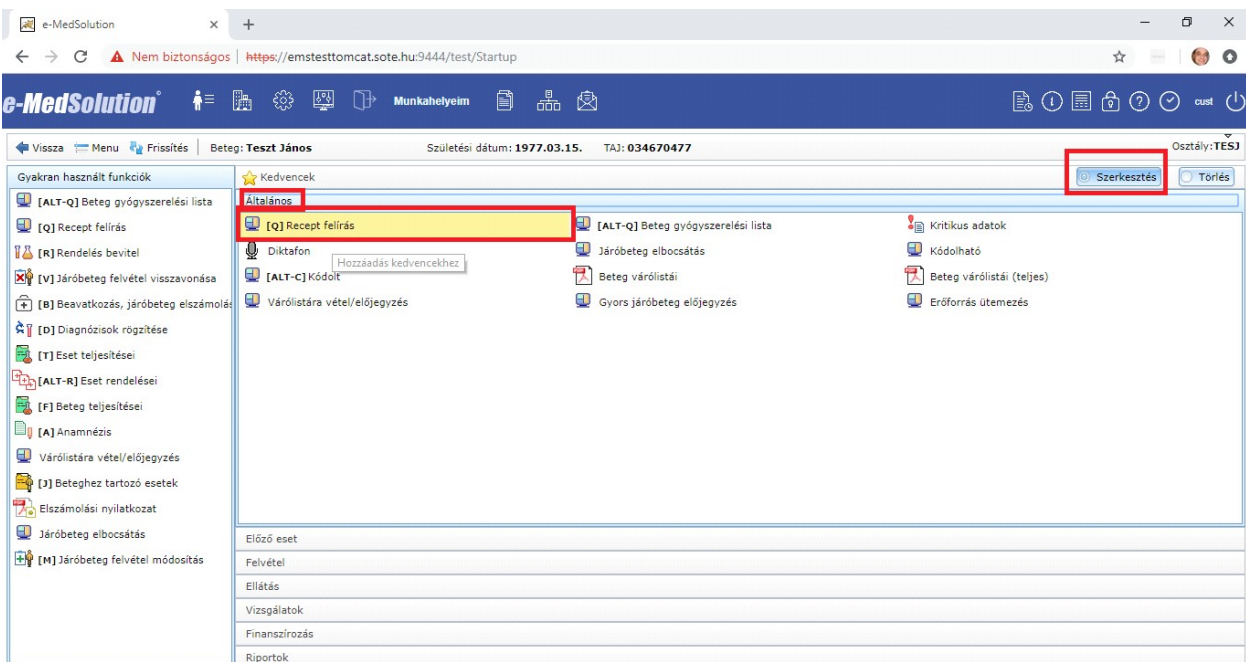 e-MedSolution
Nem biztonságos | https://emstesttomcat.sote.hu:9444/test/Startup
e-MedSolution°
Munkahelyeim
cust
Vissza Menu Frissítés Beteg: Teszt János Születési dátum: 1977.03.15. TAJ: 034670477 Osztály:TESJ
Gyakran használt funkciók
[ALT-Q] Beteg gyógyszerelési lista
[Q] Recept felírás
[R] Rendelés bevitel
[V] Járóbeteg felvétel visszavonása
[B] Beavatkozás, járóbeteg elszámolás
[D] Diagnózisok rögzítése
[T] Eset teljesítései
[ALT-R] Eset rendelései
[F] Beteg teljesítései
[A] Anamnézis
Várólistára vétel/előjegyzés
[J] Beteghez tartozó esetek
Elszámolási nyilatkozat
Járóbeteg elbocsátás
[M] Járóbeteg felvétel módosítás
Kedvencek Szerkesztés Törlés
Általános
[Q] Recept felírás [ALT-Q] Beteg gyógyszerelési lista Kritikus adatok
Diktafon Járóbeteg elbocsátás Kódolható
Hozzáadás kedvencekhez
[ALT-C] Kódolt Beteg várólistái Beteg várólistái (teljes)
Várólistára vétel/előjegyzés Gyors járóbeteg előjegyzés Erőforrás ütemezés
Előző eset
Felvétel
Ellátás
Vizsgálatok
Finanszírozás
Riportok